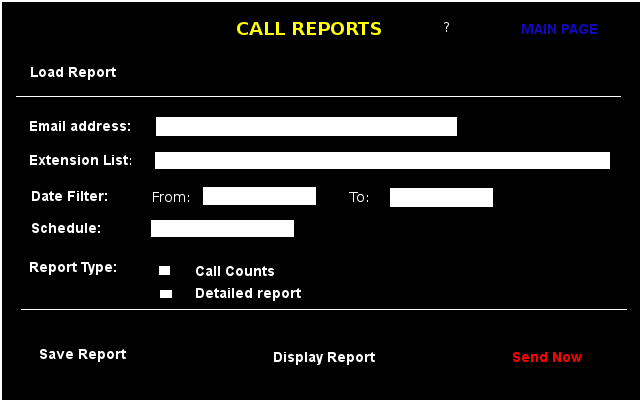 CALL REPORTS ? MAIN PAGE
Load Report
Email address:
Extension List:
Date Filter: From: To:
Schedule:
Report Type: Call Counts
Detailed report
Save Report Display Report Send Now